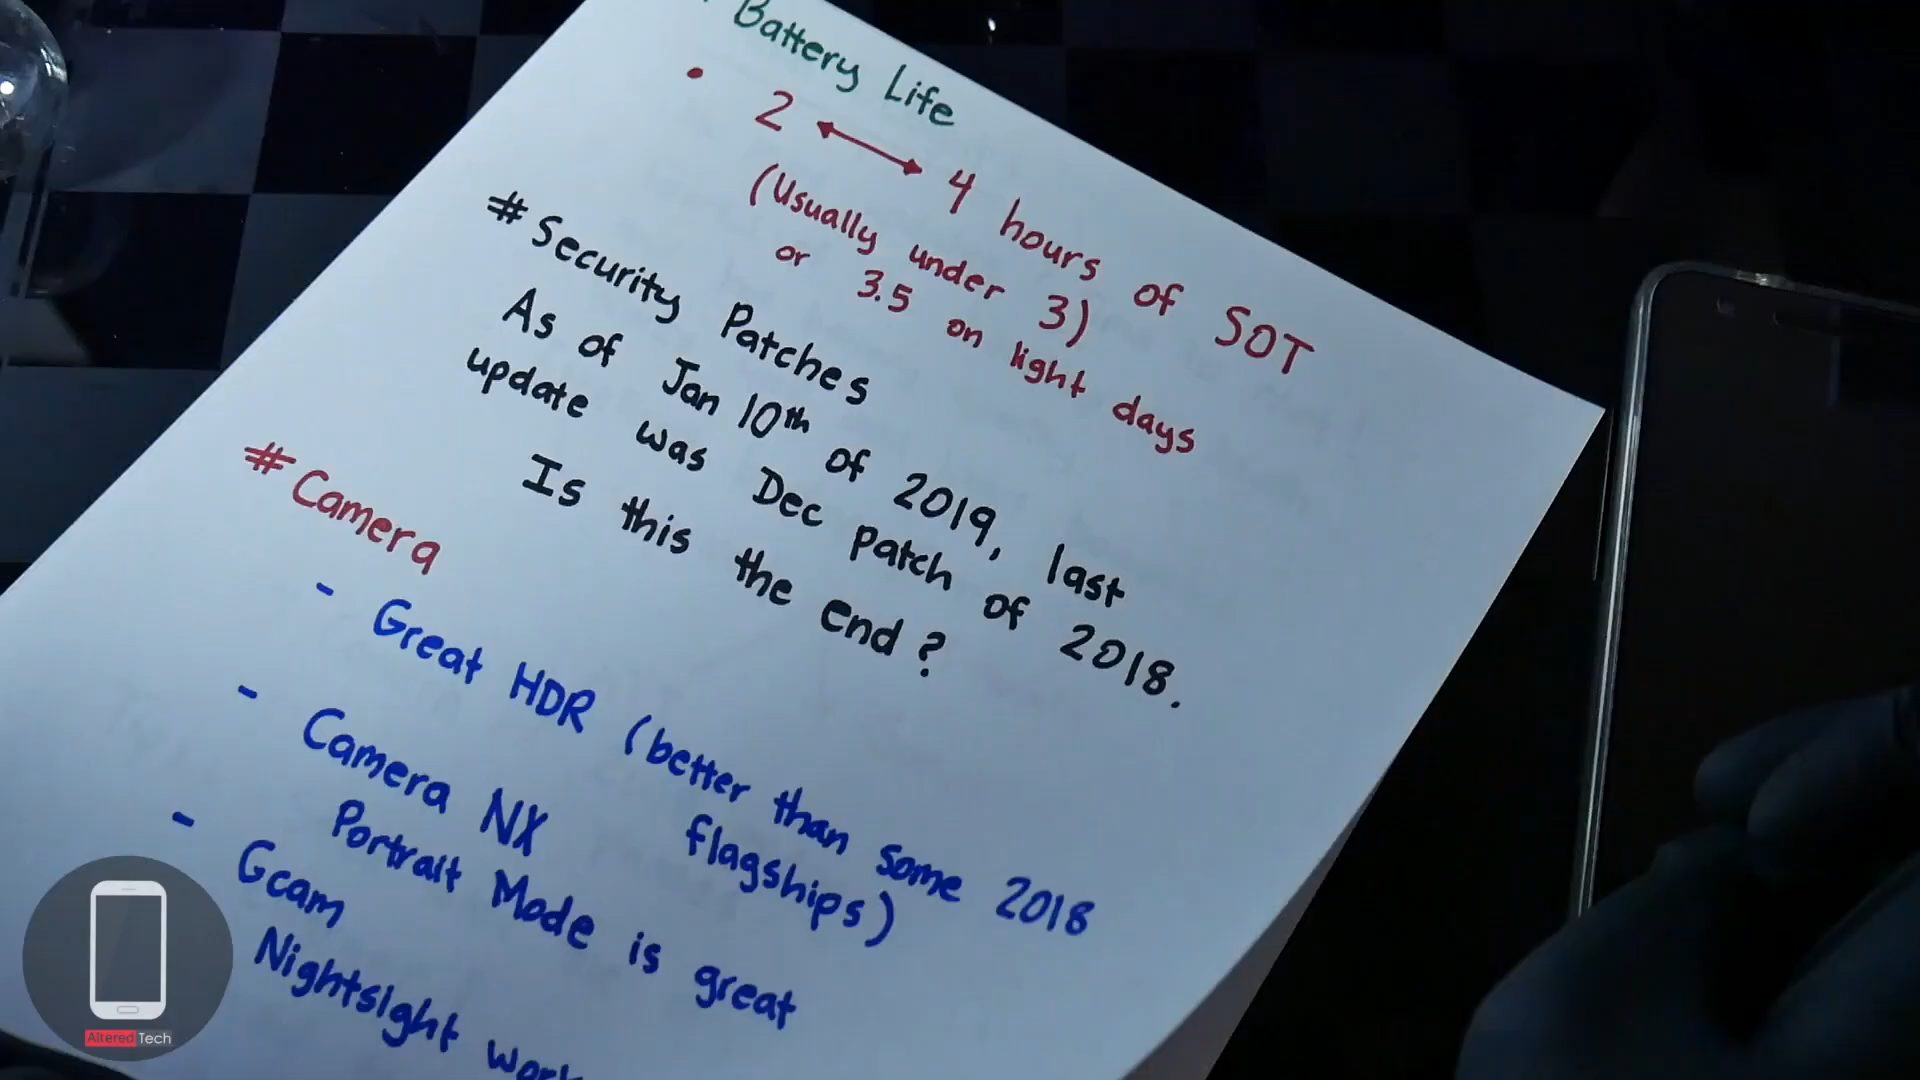 # Battery Life
• 2 ↔ 4 hours of SOT
(Usually under 3)
or 3.5 on light days
# Security Patches
As of Jan 10th of 2019, last
update was Dec patch of 2018.
Is this the end?
# Camera
- Great HDR (better than some 2018
flagships)
- Camera NX
Portrait Mode is great
- Gcam
Nightsight
Altered Tech